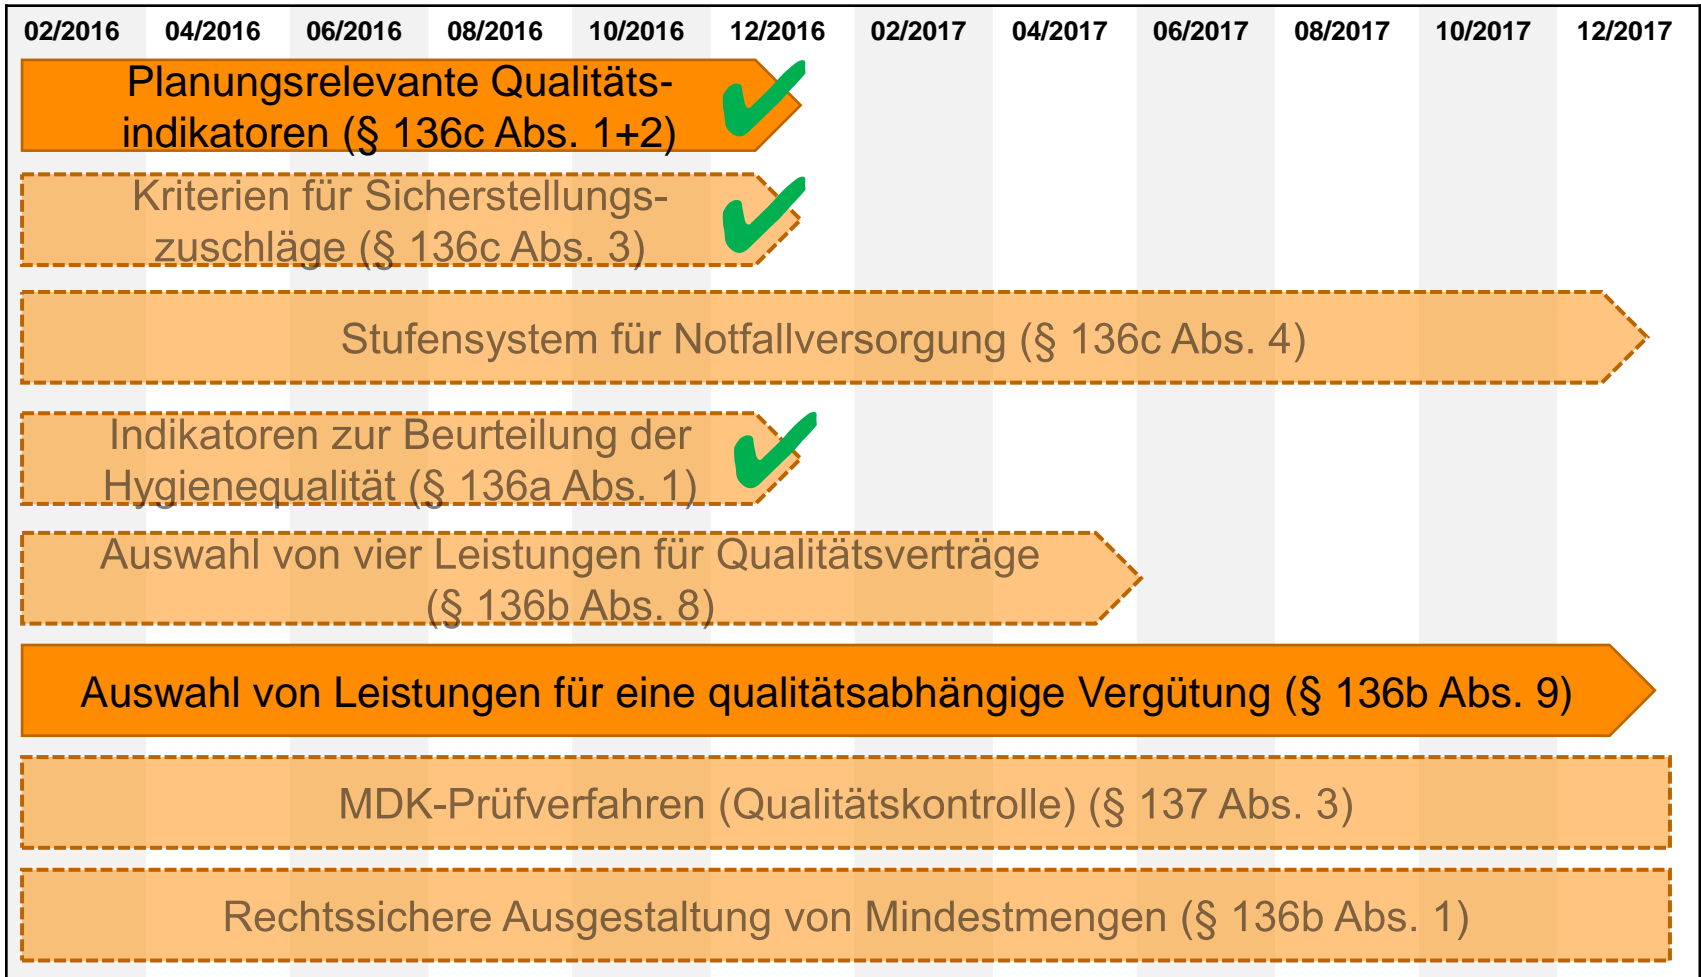 02/2016 04/2016 06/2016 08/2016 10/2016 12/2016 02/2017 04/2017 06/2017 08/2017 10/2017 12/2017
Planungsrelevante Qualitäts-
indikatoren (§ 136c Abs. 1+2)
Kriterien für Sicherstellungs-
zuschläge (§ 136c Abs. 3)
Stufensystem für Notfallversorgung (§ 136c Abs. 4)
Indikatoren zur Beurteilung der
Hygienequalität (§ 136a Abs. 1)
Auswahl von vier Leistungen für Qualitätsverträge
(§ 136b Abs. 8)
Auswahl von Leistungen für eine qualitätsabhängige Vergütung (§ 136b Abs. 9)
MDK-Prüfverfahren (Qualitätskontrolle) (§ 137 Abs. 3)
Rechtssichere Ausgestaltung von Mindestmengen (§ 136b Abs. 1)